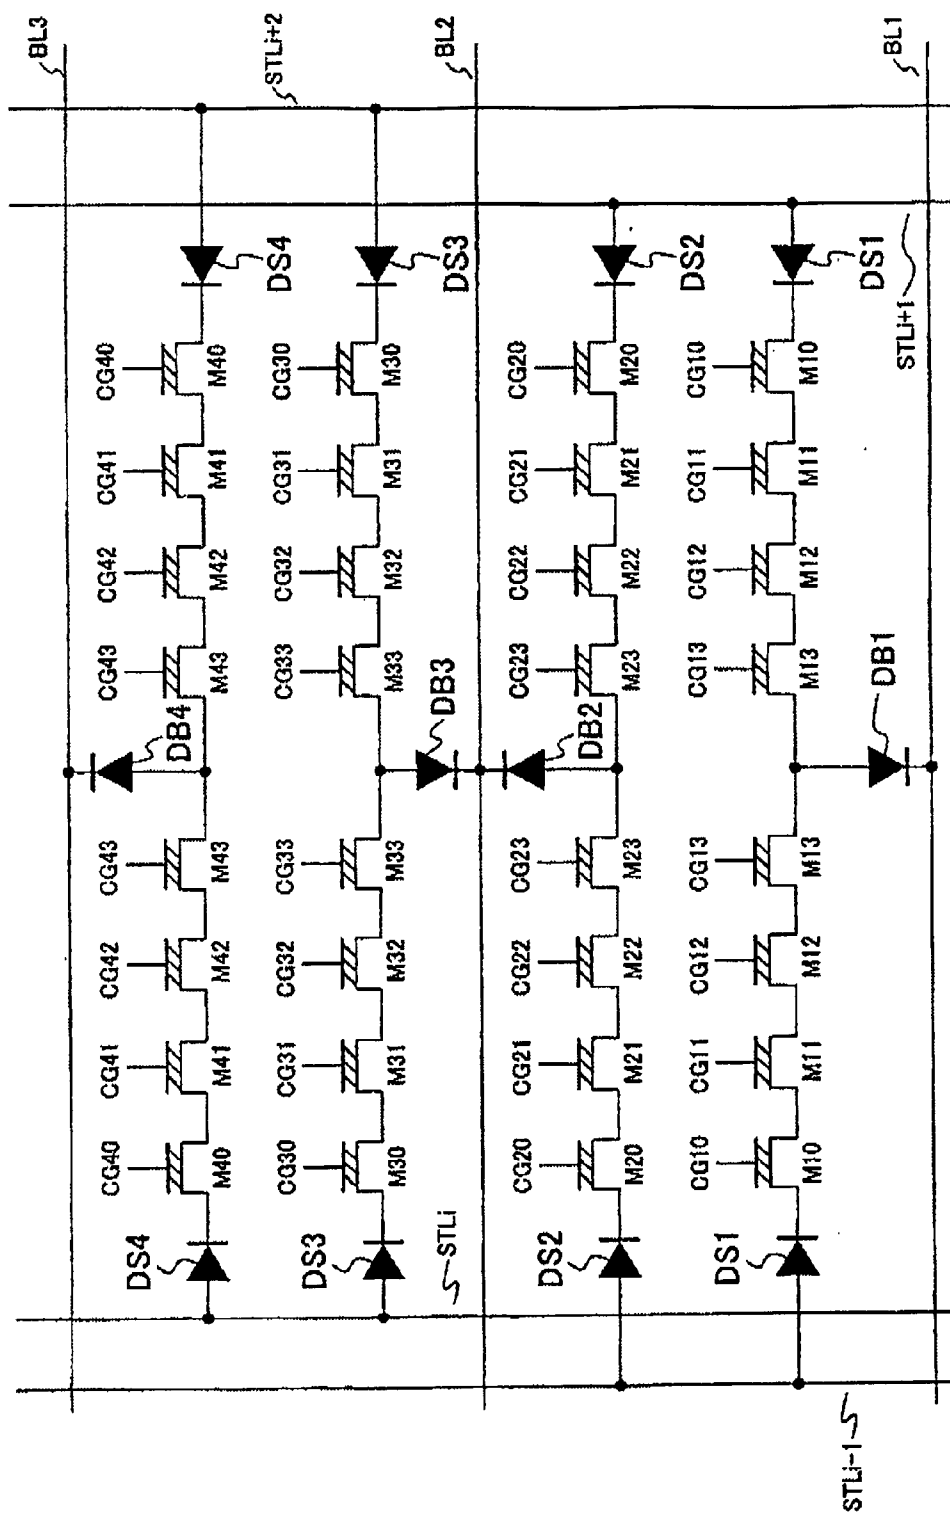 BL3
CG40 CG41 CG42 CG43 CG43 CG42 CG41 CG40
DS4
DB4
M40 M41 M42 M43 M43 M42 M41 M40
STLi+2
DS4
CG30 CG31 CG32 CG33 CG33 CG32 CG31 CG30
DS3
M30 M31 M32 M33 M33 M32 M31 M30
DB3
STLi
DS3
BL2
CG20 CG21 CG22 CG23 CG23 CG22 CG21 CG20
DS2
DB2
M20 M21 M22 M23 M23 M22 M21 M20
DS2
CG10 CG11 CG12 CG13 CG13 CG12 CG11 CG10
DS1
M10 M11 M12 M13 M13 M12 M11 M10
STLi-1
DB1
DS1
STLi+1
BL1